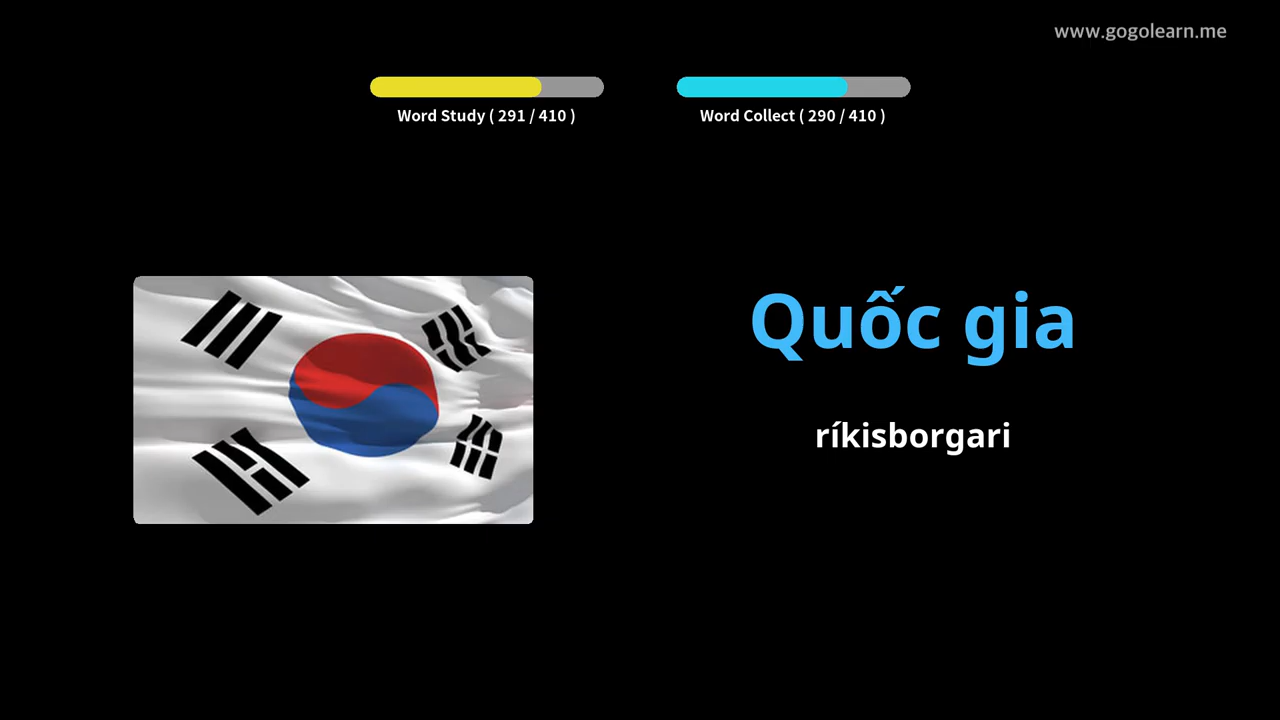 www.gogolearn.me
Word Study ( 291 / 410 )
Word Collect ( 290 / 410 )
Quốc gia
ríkisborgari